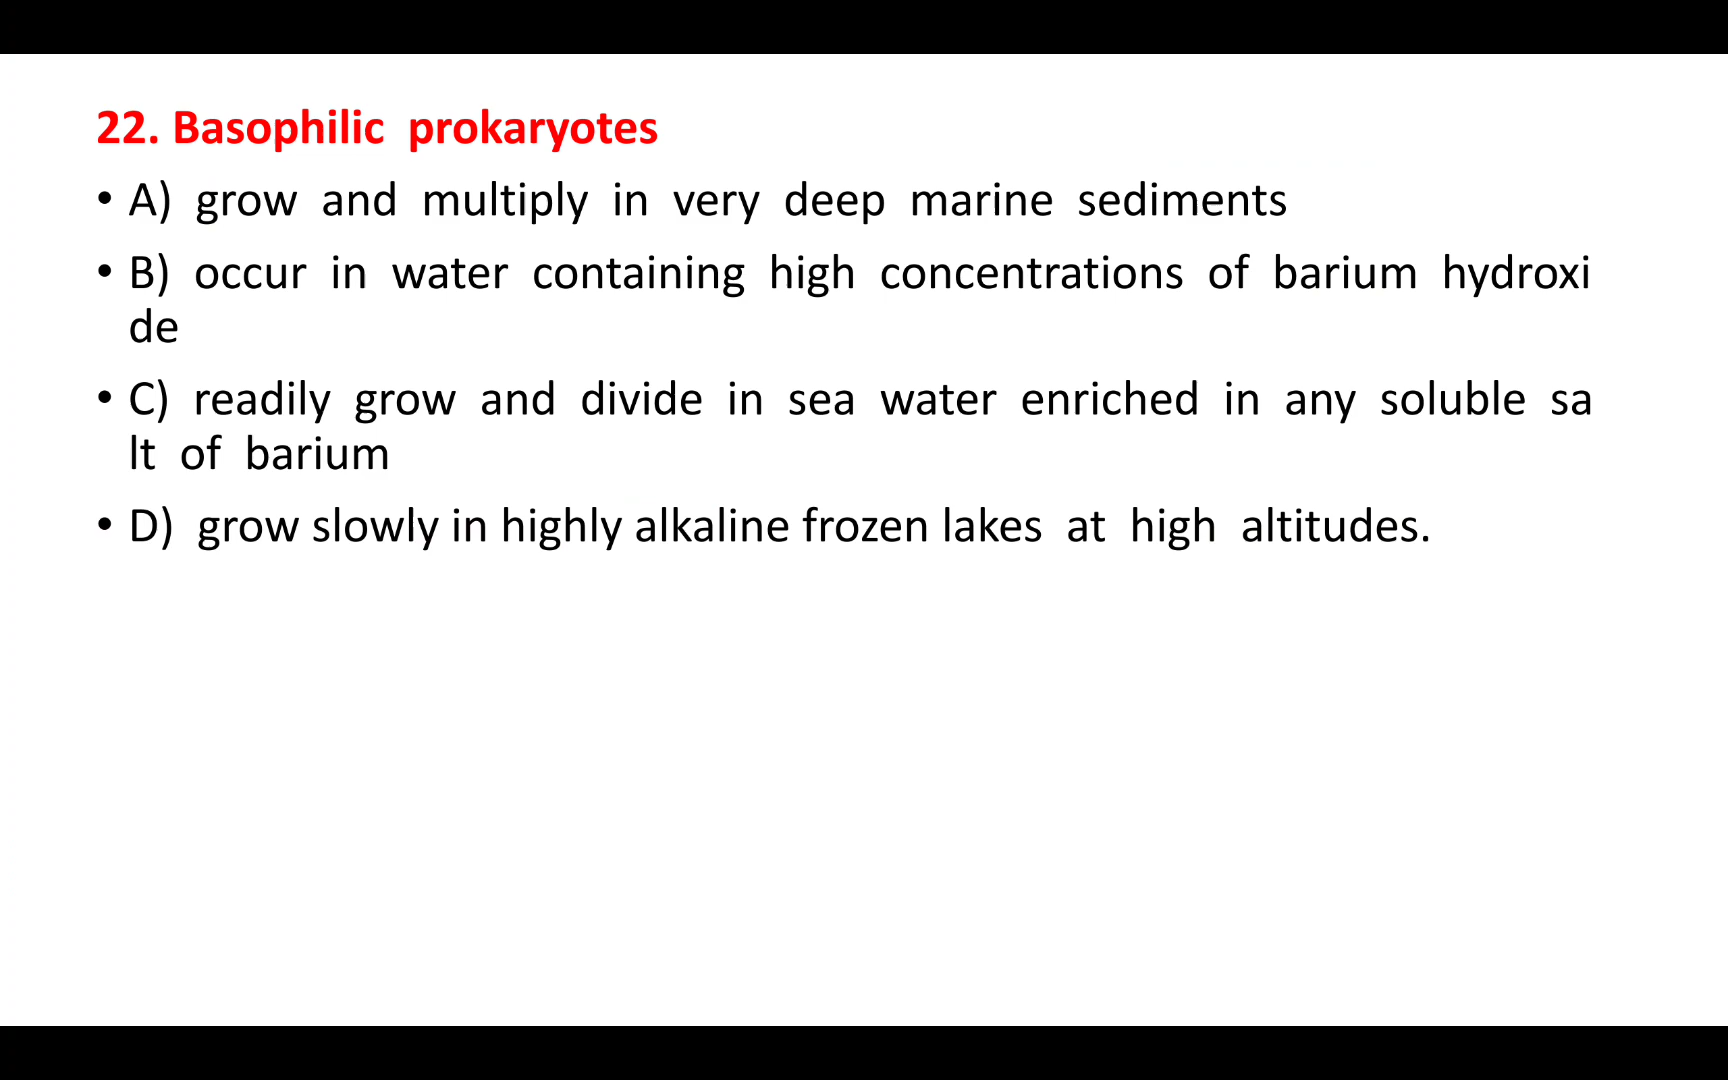 22. Basophilic prokaryotes
• A) grow and multiply in very deep marine sediments
• B) occur in water containing high concentrations of barium hydroxi
de
• C) readily grow and divide in sea water enriched in any soluble sa
lt of barium
• D) grow slowly in highly alkaline frozen lakes at high altitudes.